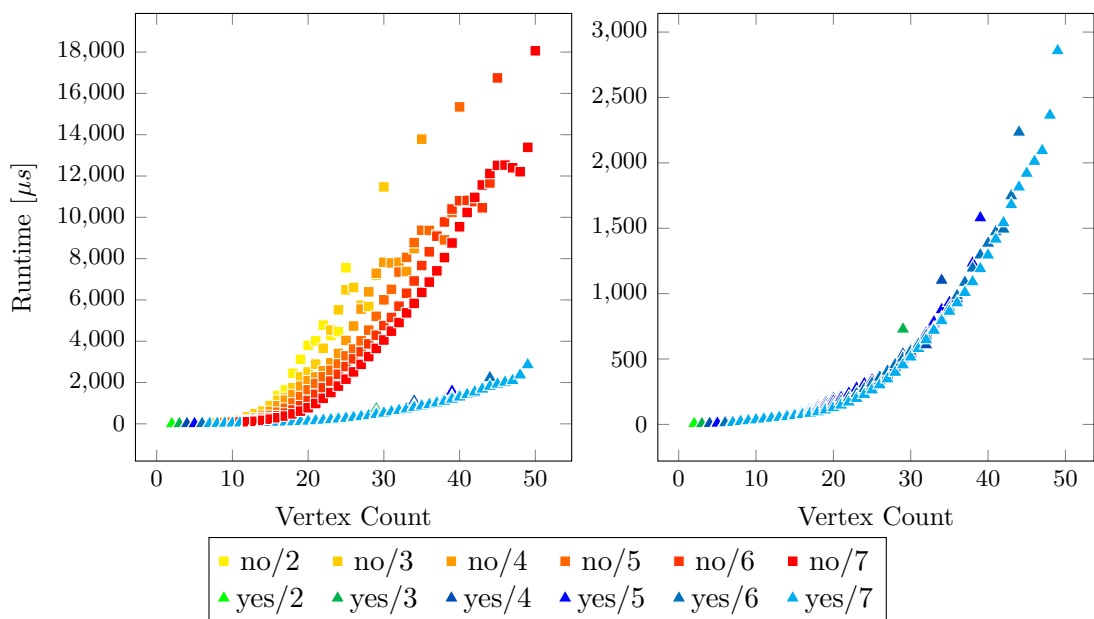 18,000
16,000
14,000
12,000
10,000
8,000
6,000
4,000
2,000
0
Runtime [μs]
0 10 20 30 40 50
Vertex Count
3,000
2,500
2,000
1,500
1,000
500
0
0 10 20 30 40 50
Vertex Count
no/2 no/3 no/4 no/5 no/6 no/7
yes/2 yes/3 yes/4 yes/5 yes/6 yes/7